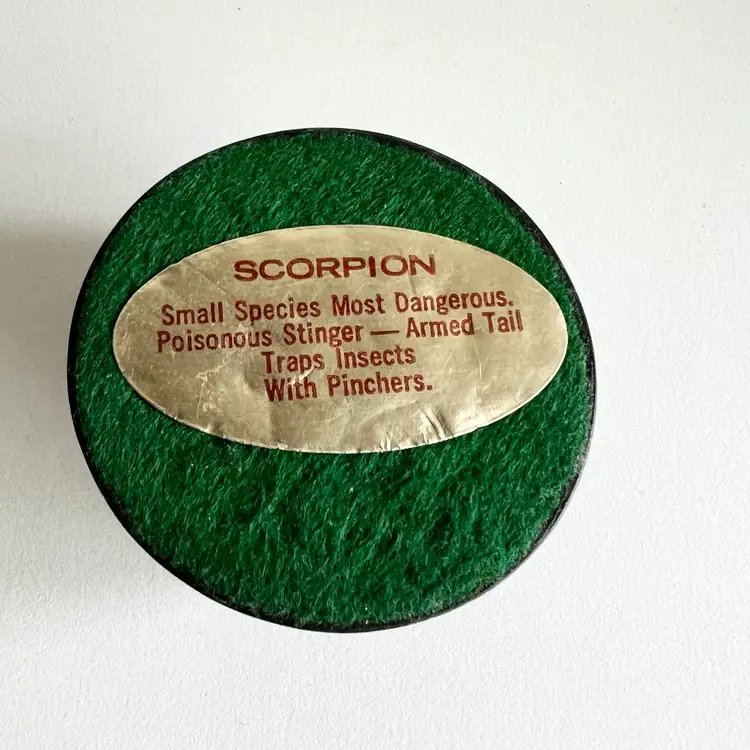 SCORPION
Small Species Most Dangerous.
Poisonous Stinger — Armed Tail
Traps Insects
With Pinchers.